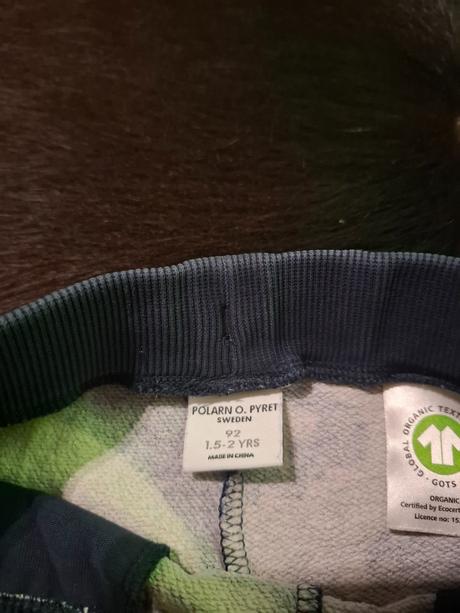 POLARN O. PYRET
SWEDEN
92
1.5-2 YRS
MADE IN CHINA
GLOBAL ORGANIC TEXT
· GOTS
ORGANIC
Certified by Ecocert
Licence no: 15